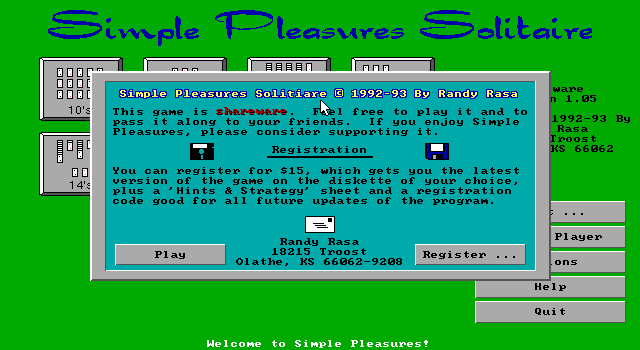 Simple Pleasures Solitaire
Simple Pleasures Solitiare © 1992-93 By Randy Rasa
This game is shareware. Feel free to play it and to
pass it along to your friends. If you enjoy Simple
Pleasures, please consider supporting it.
Registration
You can register for $15, which gets you the latest
version of the game on the diskette of your choice,
plus a 'Hints & Strategy' sheet and a registration
code good for all future updates of the program.
Randy Rasa
18215 Troost
Olathe, KS 66062-9208
Play
Register ...
10's
14's
ware
n 1.05
1992-93 By
Rasa
Troost
KS 66062
...
Player
ons
Help
Quit
Welcome to Simple Pleasures!